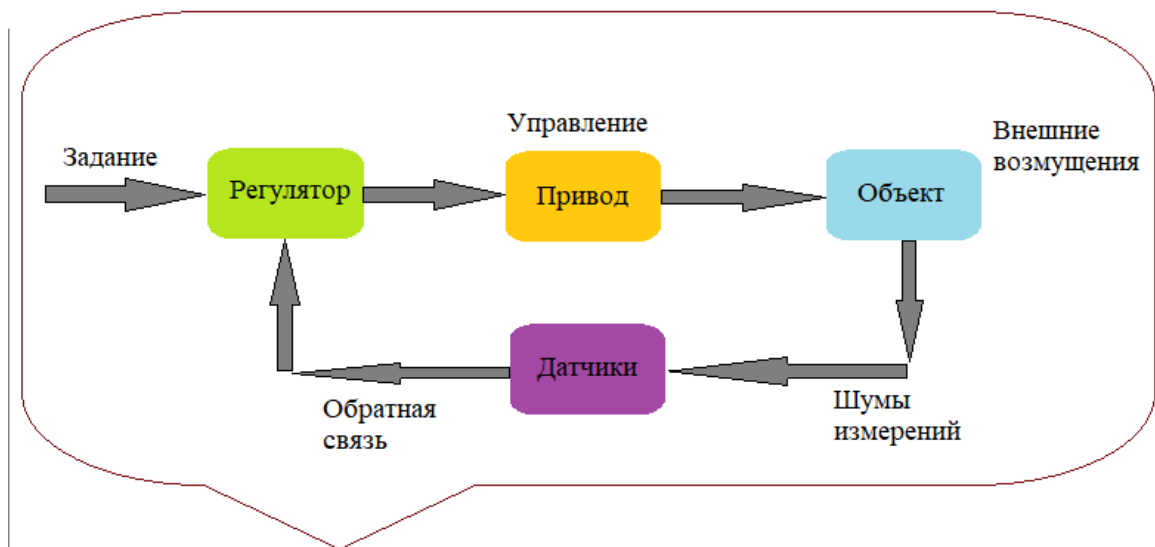 Управление
Внешние
возмущения
Задание
Регулятор
Привод
Объект
Датчики
Обратная
связь
Шумы
измерений